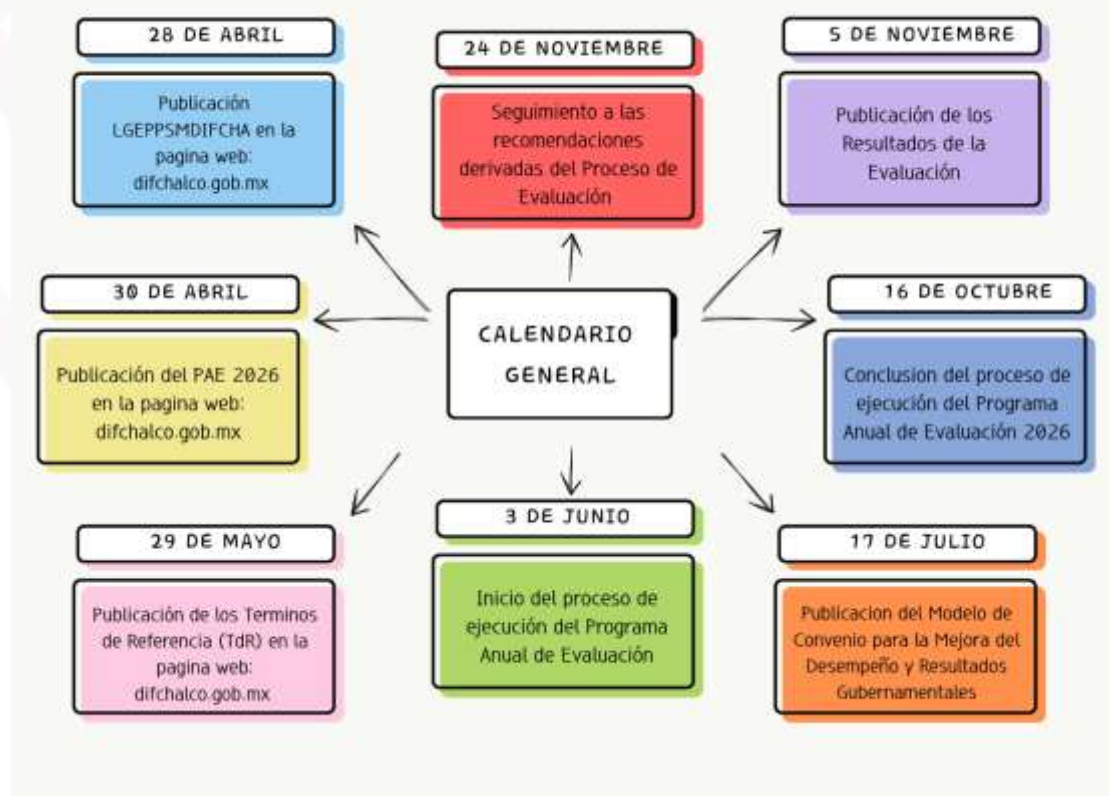 28 DE ABRIL
Publicación
LGEPPSMDIFCHA en la
pagina web:
difchalco.gob.mx
24 DE NOVIEMBRE
Seguimiento a las
recomendaciones
derivadas del Proceso de
Evaluación
5 DE NOVIEMBRE
Publicación de los
Resultados de la
Evaluación
30 DE ABRIL
Publicación del PAE 2026
en la pagina web:
difchalco.gob.mx
CALENDARIO
GENERAL
16 DE OCTUBRE
Conclusion del proceso de
ejecución del Programa
Anual de Evaluación 2026
29 DE MAYO
Publicación de los Terminos
de Referencia (TdR) en la
pagina web:
difchalco.gob.mx
3 DE JUNIO
Inicio del proceso de
ejecución del Programa
Anual de Evaluación
17 DE JULIO
Publicacion del Modelo de
Convenio para la Mejora del
Desempeño y Resultados
Gubernamentales